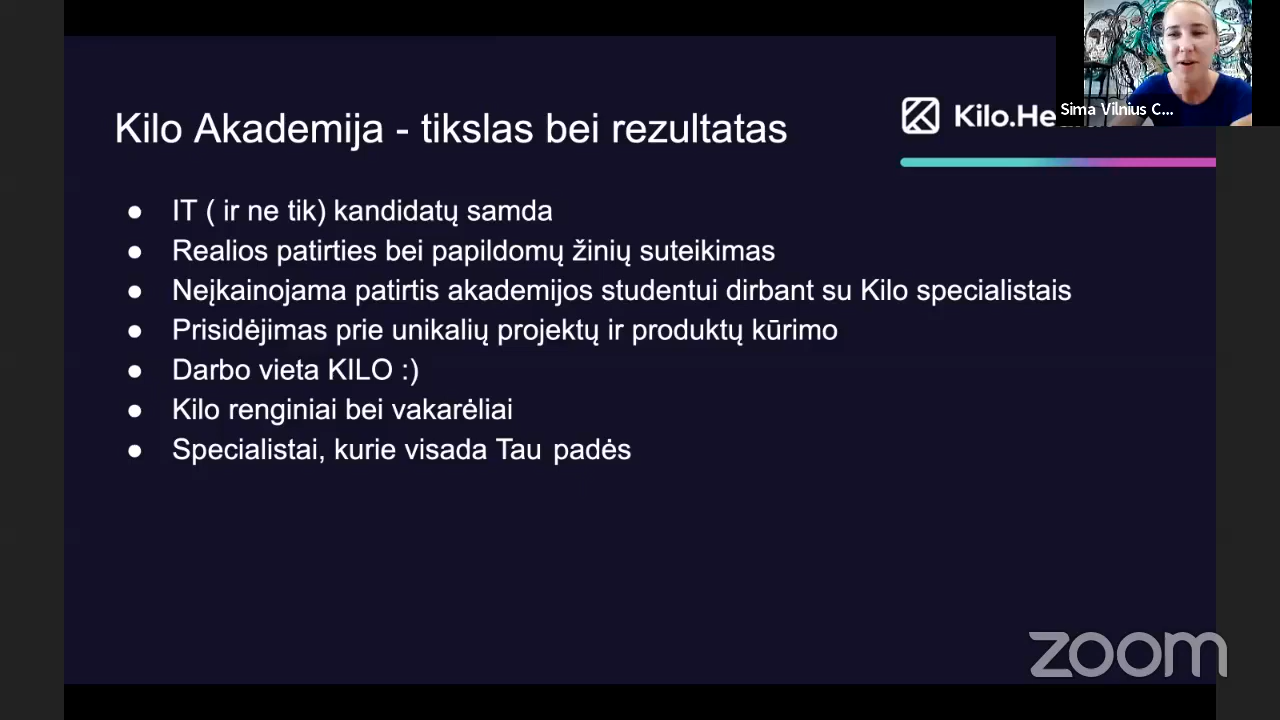 Sima Vilnius C...
Kilo.He
Kilo Akademija - tikslas bei rezultatas
● IT ( ir ne tik) kandidatų samda
● Realios patirties bei papildomų žinių suteikimas
● Neįkainojama patirtis akademijos studentui dirbant su Kilo specialistais
● Prisidėjimas prie unikalių projektų ir produktų kūrimo
● Darbo vieta KILO :)
● Kilo renginiai bei vakarėliai
● Specialistai, kurie visada Tau padės
zoom